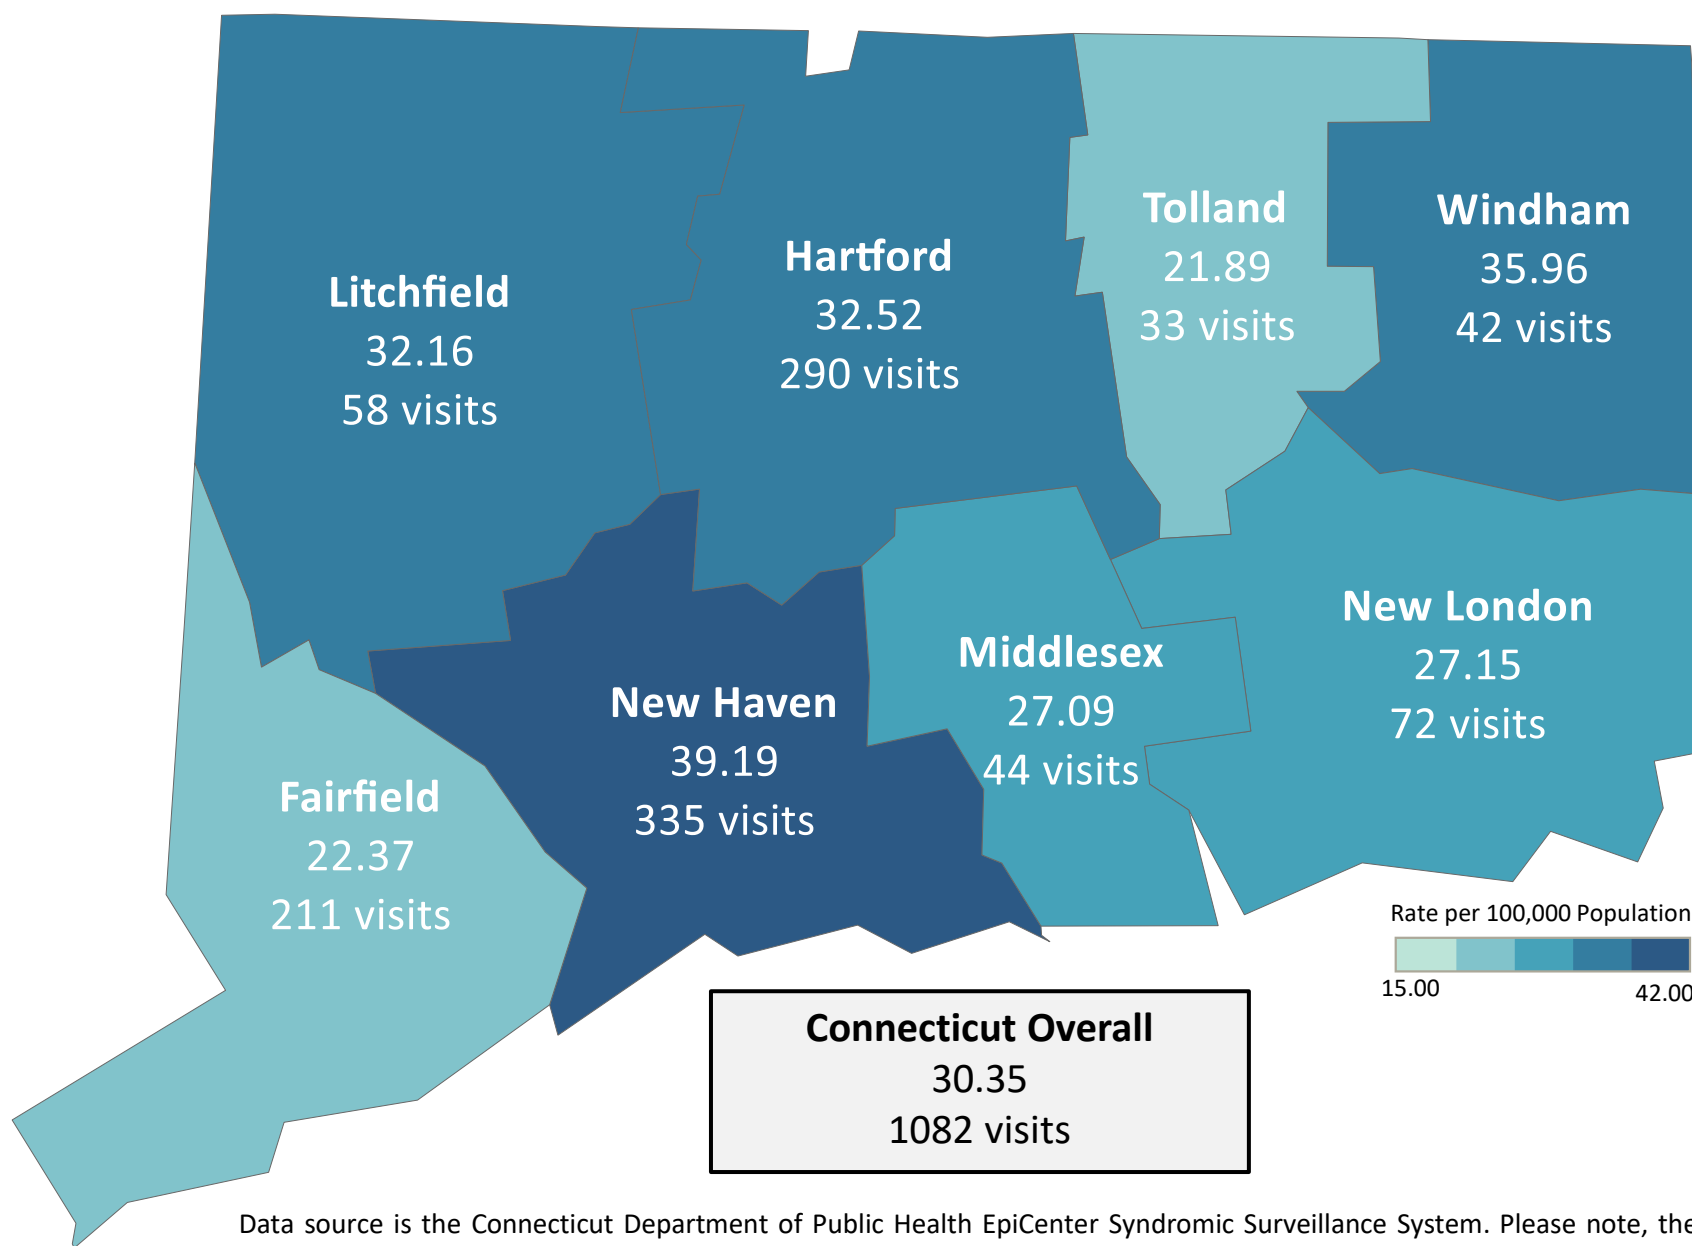 Litchfield
32.16
58 visits
Hartford
32.52
290 visits
Tolland
21.89
33 visits
Windham
35.96
42 visits
Fairfield
22.37
211 visits
New Haven
39.19
335 visits
Middlesex
27.09
44 visits
New London
27.15
72 visits
Rate per 100,000 Population
15.00
42.00
Connecticut Overall
30.35
1082 visits
Data source is the Connecticut Department of Public Health EpiCenter Syndromic Surveillance System. Please note, the